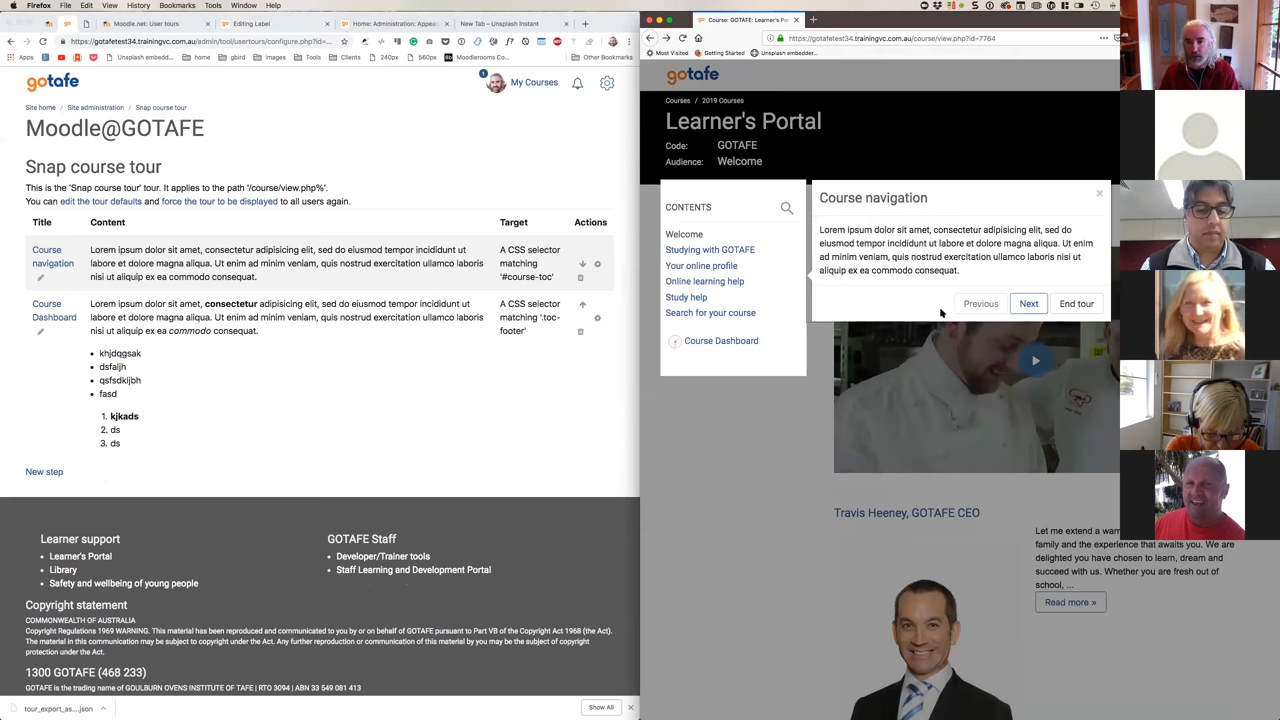 Firefox File Edit View History Bookmarks Tools Window Help
Moodle.net: User tours
Editing Label
Home: Administration: Appear
New Tab – Unsplash Instant
https://gotafetest34.trainingvc.com.au/admin/tool/usertours/configure.php?id=...
Apps
Unsplash embedder...
home
gbird
Images
Tools
Clients
240px
560px
Moodlerooms Co...
Other Bookmarks
gotafe
1
My Courses
Site home / Site administration / Snap course tour
Moodle@GOTAFE
Snap course tour
This is the 'Snap course tour' tour. It applies to the path '/course/view.php%'.
You can edit the tour defaults and force the tour to be displayed to all users again.
Title Content Target Actions
Course navigation
Lorem ipsum dolor sit amet, consectetur adipisicing elit, sed do eiusmod tempor incididunt
ut labore et dolore magna aliqua. Ut enim ad minim veniam, quis nostrud exercitation ullamco laboris
nisi ut aliquip ex ea commodo consequat.
A CSS selector
matching
'#course-toc'
Course Dashboard
Lorem ipsum dolor sit amet, consectetur adipisicing elit, sed do eiusmod tempor incididunt
ut labore et dolore magna aliqua. Ut enim ad minim veniam, quis nostrud exercitation ullamco laboris
nisi ut aliquip ex ea commodo consequat.
A CSS selector
matching '.toc-
footer'
• khjdqgsak
• dsfaljh
• qsfsdkljbh
• fasd
1. kjkads
2. ds
3. ds
New step
Learner support
• Learner's Portal
• Library
• Safety and wellbeing of young people
GOTAFE Staff
• Developer/Trainer tools
• Staff Learning and Development Portal
Copyright statement
COMMONWEALTH OF AUSTRALIA
Copyright Regulations 1969 WARNING. This material has been reproduced and communicated to you by or on behalf of GOTAFE pursuant to Part VB of the Copyright Act 1968 (the Act).
The material in this communication may be subject to copyright under the Act. Any further reproduction or communication of this material by you may be the subject of copyright
protection under the Act.
1300 GOTAFE (468 233)
GOTAFE is the trading name of GOULBURN OVENS INSTITUTE OF TAFE | RTO 3094 | ABN 33 549 081 413
tour_export_as....json
Show All
Course: GOTAFE: Learner's Po
https://gotafetest34.trainingvc.com.au/course/view.php?id=7764
Most Visited
Getting Started
Unsplash embedder...
gotafe
Courses / 2019 Courses
Learner's Portal
Code: GOTAFE
Audience: Welcome
CONTENTS
Welcome
Studying with GOTAFE
Your online profile
Online learning help
Study help
Search for your course
Course Dashboard
Course navigation
Lorem ipsum dolor sit amet, consectetur adipisicing elit, sed do
eiusmod tempor incididunt ut labore et dolore magna aliqua. Ut enim
ad minim veniam, quis nostrud exercitation ullamco laboris nisi ut
aliquip ex ea commodo consequat.
Previous
Next
End tour
Travis Heeney, GOTAFE CEO
Let me extend a warm
family and the experience that awaits you. We are
delighted you have chosen to learn, dream and
succeed with us. Whether you are fresh out of
school, ...
Read more »